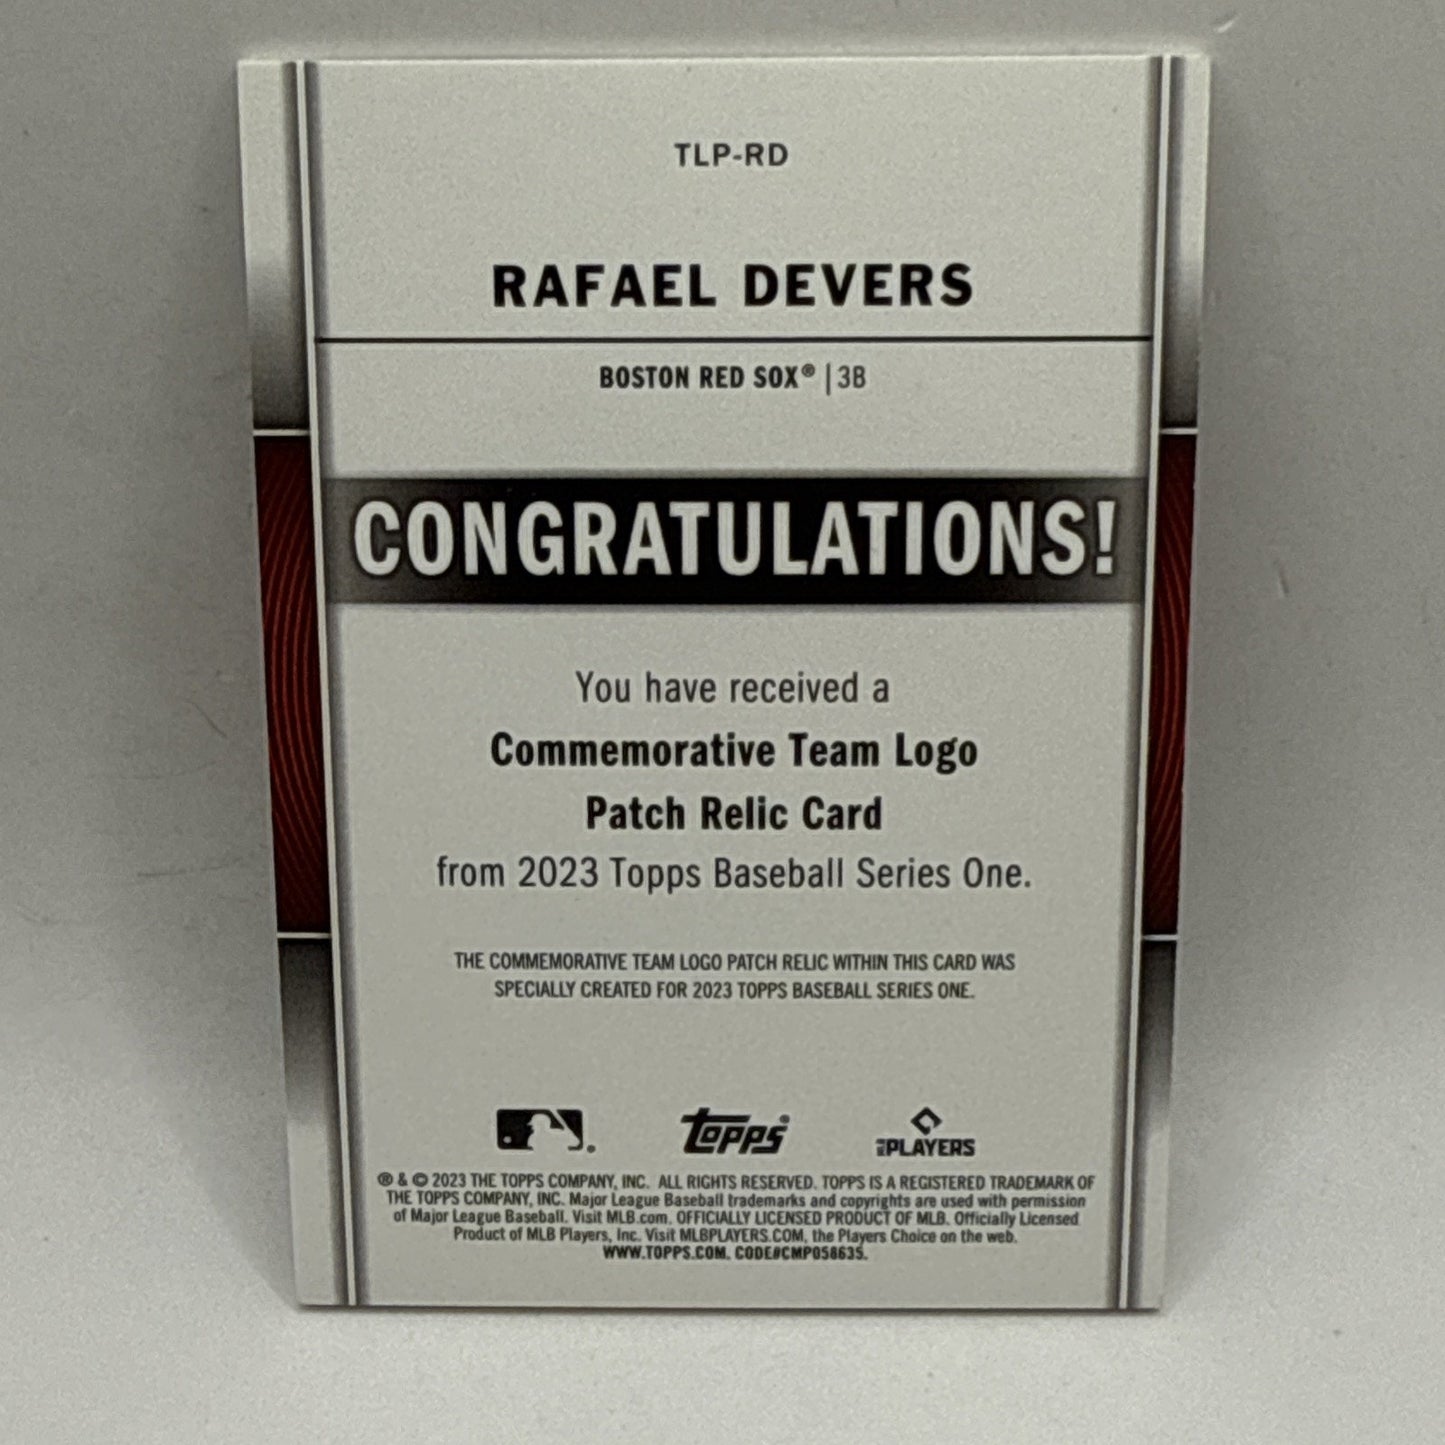 TLP-RD
RAFAEL DEVERS
BOSTON RED SOX® | 3B
CONGRATULATIONS!
You have received a
Commemorative Team Logo
Patch Relic Card
from 2023 Topps Baseball Series One.
THE COMMEMORATIVE TEAM LOGO PATCH RELIC WITHIN THIS CARD WAS
SPECIALLY CREATED FOR 2023 TOPPS BASEBALL SERIES ONE.
topps® PLAYERS
® & © 2023 THE TOPPS COMPANY, INC. ALL RIGHTS RESERVED. TOPPS IS A REGISTERED TRADEMARK OF
THE TOPPS COMPANY, INC. Major League Baseball trademarks and copyrights are used with permission
of Major League Baseball. Visit MLB.com. OFFICIALLY LICENSED PRODUCT OF MLB. Officially Licensed
Product of MLB Players, Inc. Visit MLBPLAYERS.COM, the Players Choice on the web.
WWW.TOPPS.COM. CODE#CMP058635.